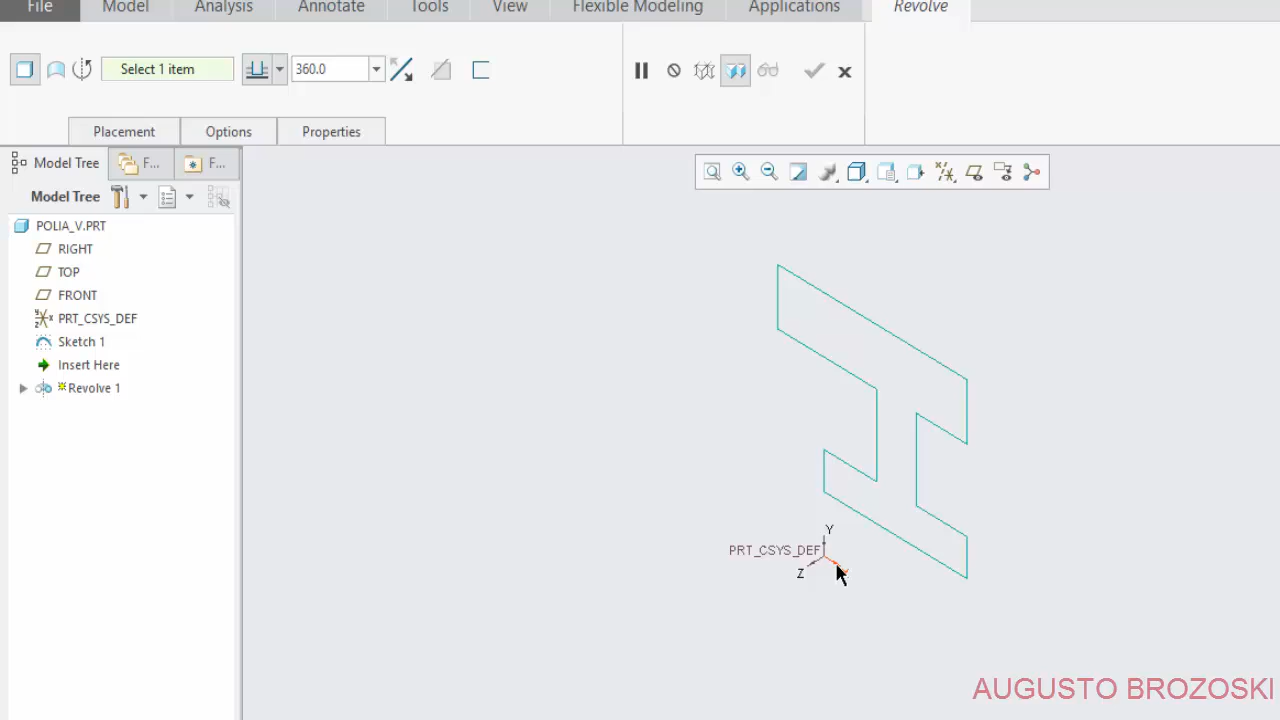 File Model Analysis Annotate Tools View Flexible Modeling Applications Revolve
Select 1 item 360.0
Placement Options Properties
Model Tree F... F...
Model Tree
POLIA_V.PRT
RIGHT
TOP
FRONT
PRT_CSYS_DEF
Sketch 1
Insert Here
Revolve 1
Y
PRT_CSYS_DEF
Z
AUGUSTO BROZOSKI